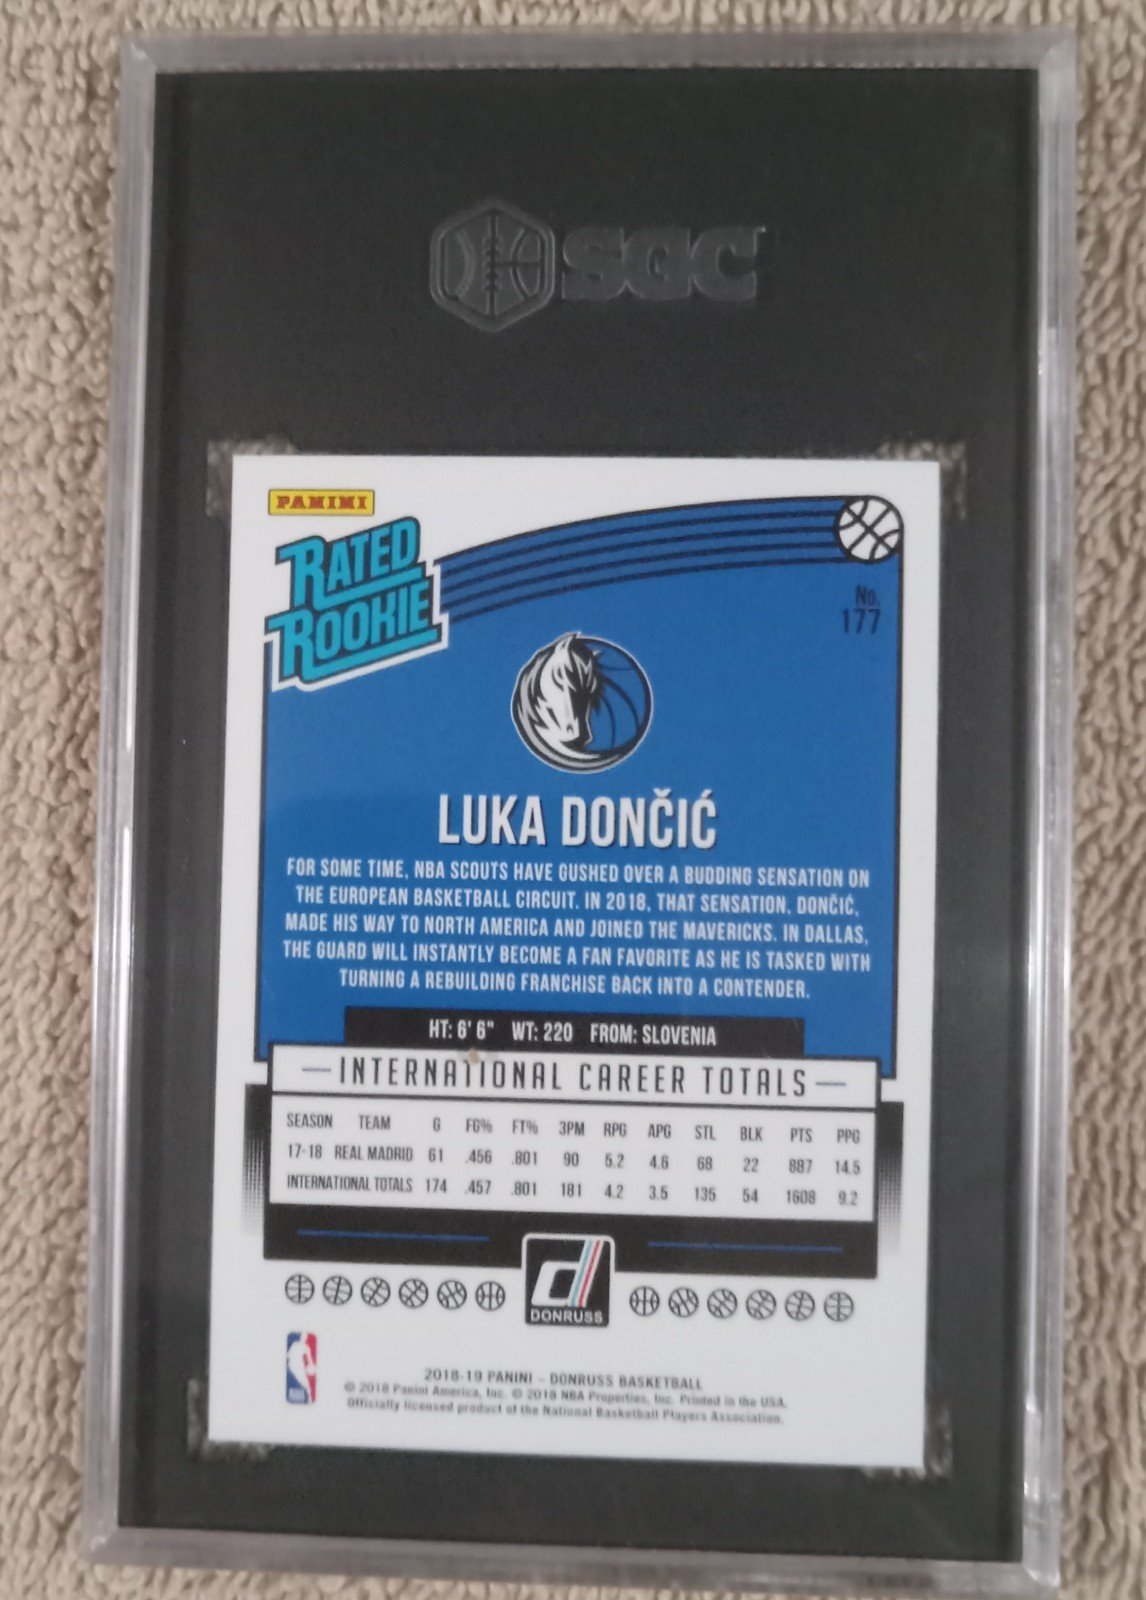 SGC
PANINI
RATED
ROOKIE
No.
177
LUKA DONČIĆ
FOR SOME TIME, NBA SCOUTS HAVE GUSHED OVER A BUDDING SENSATION ON
THE EUROPEAN BASKETBALL CIRCUIT. IN 2018, THAT SENSATION, DONČIĆ,
MADE HIS WAY TO NORTH AMERICA AND JOINED THE MAVERICKS. IN DALLAS,
THE GUARD WILL INSTANTLY BECOME A FAN FAVORITE AS HE IS TASKED WITH
TURNING A REBUILDING FRANCHISE BACK INTO A CONTENDER.
HT: 6' 6" WT: 220 FROM: SLOVENIA
INTERNATIONAL CAREER TOTALS
SEASON TEAM G FG% FT% 3PM RPG APG STL BLK PTS PPG
17-18 REAL MADRID 61 .456 .801 90 5.2 4.6 68 22 887 14.5
INTERNATIONAL TOTALS 174 .457 .801 181 4.2 3.5 135 54 1608 9.2
d
DONRUSS
NBA
2018-19 PANINI - DONRUSS BASKETBALL
© 2018 Panini America, Inc. © 2018 NBA Properties, Inc. Printed in the USA.
Officially licensed product of the National Basketball Players Association.